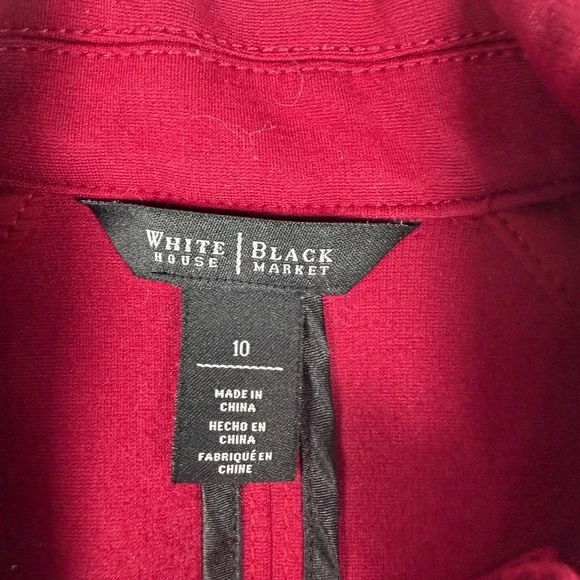 WHITE | BLACK
HOUSE | MARKET
10
MADE IN
CHINA
HECHO EN
CHINA
FABRIQUÉ EN
CHINE